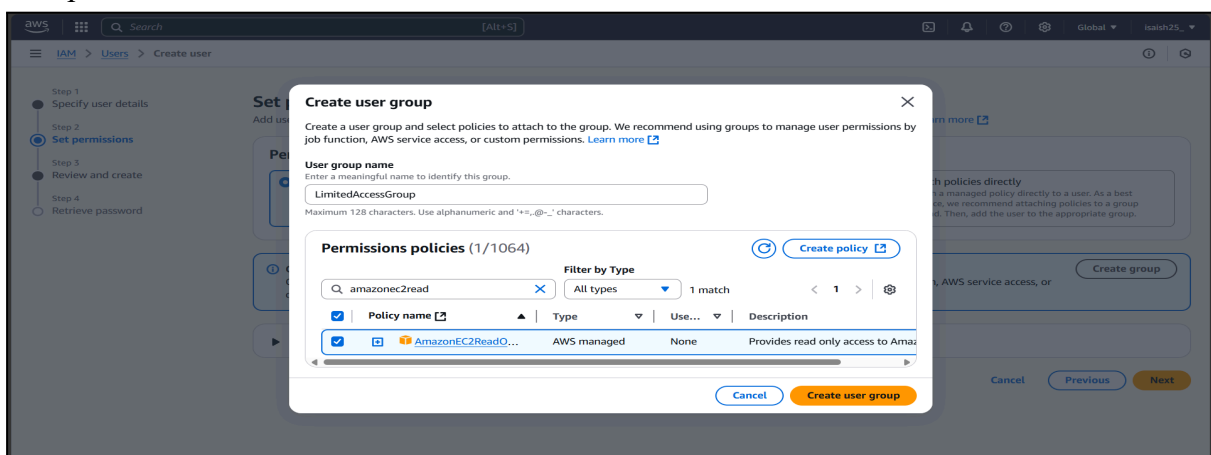 aws
Search
[Alt+S]
Global
isaish25_
IAM > Users > Create user
Step 1
Specify user details
Step 2
Set permissions
Step 3
Review and create
Step 4
Retrieve password
Set
Add use
rn more
Create user group
Create a user group and select policies to attach to the group. We recommend using groups to manage user permissions by
job function, AWS service access, or custom permissions. Learn more
User group name
Enter a meaningful name to identify this group.
LimitedAccessGroup
Maximum 128 characters. Use alphanumeric and '+=,.@-_' characters.
Permissions policies (1/1064)
Create policy
Filter by Type
amazonec2read
All types
1 match
1
Policy name
Type
Use...
Description
AmazonEC2ReadO...
AWS managed
None
Provides read only access to Amaz
Cancel
Create user group
Pe
h policies directly
a managed policy directly to a user. As a best
ce, we recommend attaching policies to a group
d. Then, add the user to the appropriate group.
Create group
, AWS service access, or
Cancel
Previous
Next